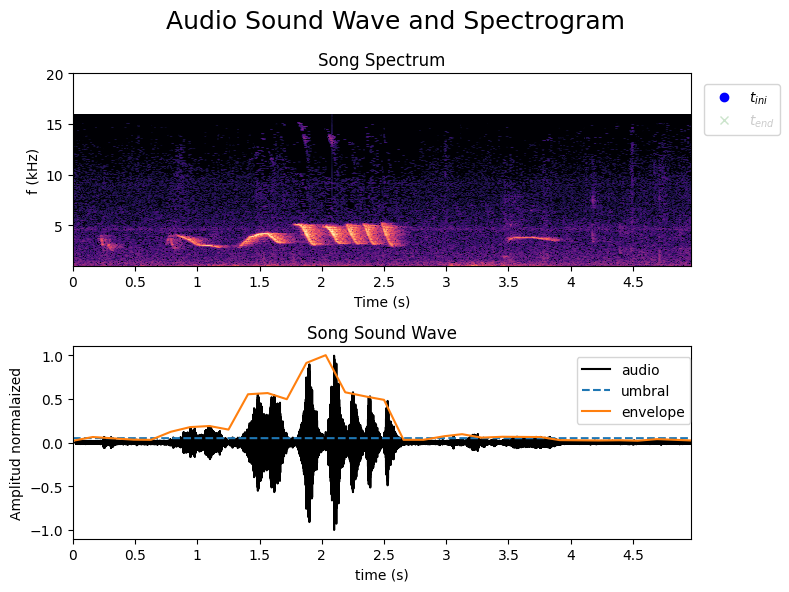 Audio Sound Wave and Spectrogram
Song Spectrum
20
15
10
5
f (kHz)
0 0.5 1 1.5 2 2.5 3 3.5 4 4.5
Time (s)
t_ini
t_end
Song Sound Wave
1.0
0.5
0.0
−0.5
−1.0
Amplitud normalaized
audio
umbral
envelope
0 0.5 1 1.5 2 2.5 3 3.5 4 4.5
time (s)